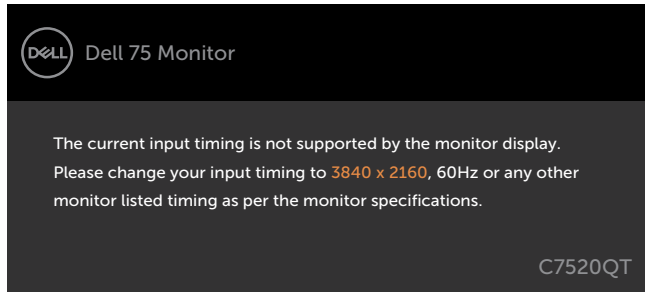 DELL Dell 75 Monitor
The current input timing is not supported by the monitor display.
Please change your input timing to 3840 x 2160, 60Hz or any other
monitor listed timing as per the monitor specifications.
C7520QT